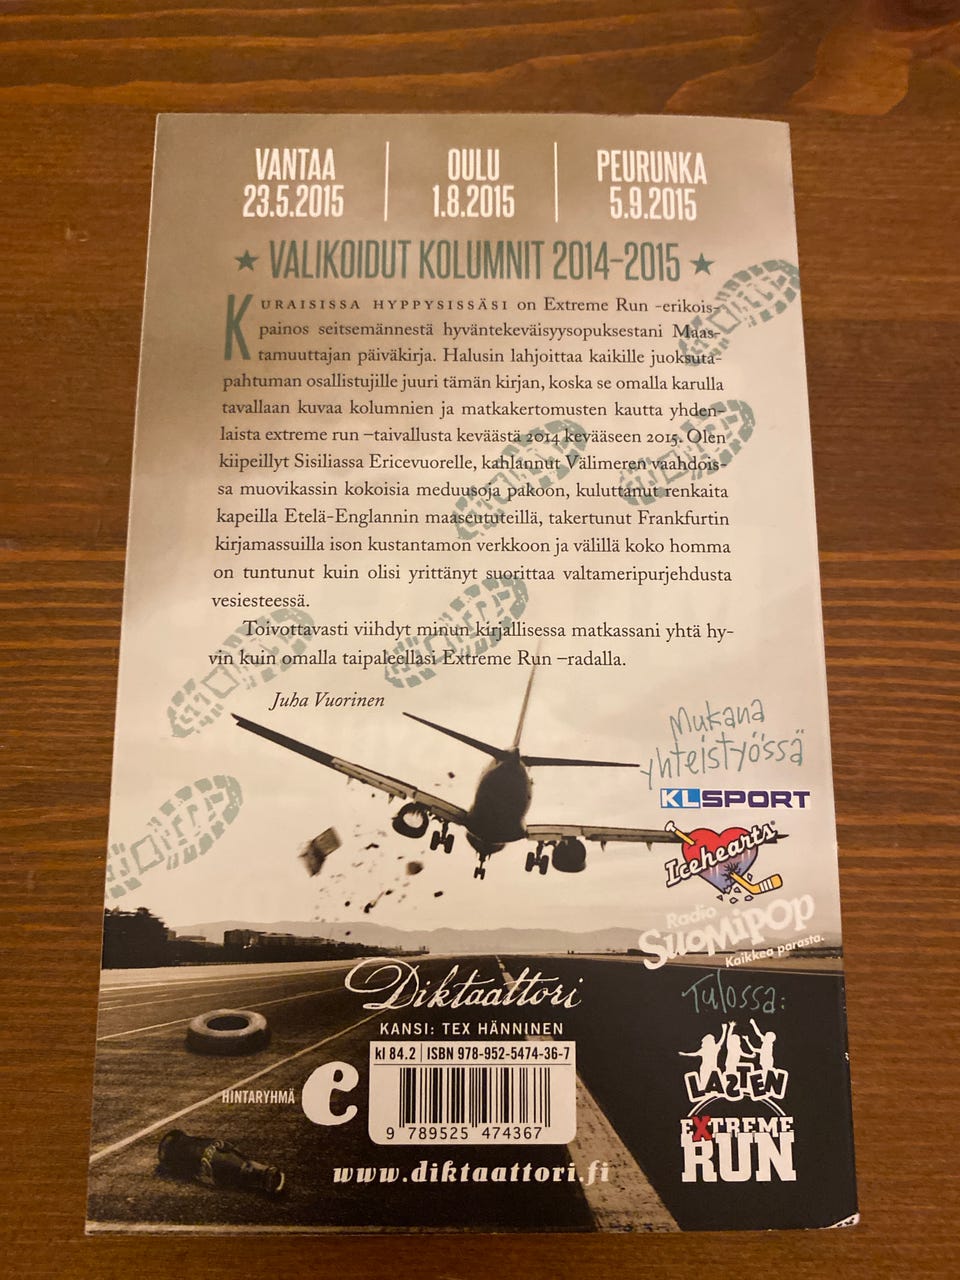 VANTAA
23.5.2015
OULU
1.8.2015
PEURUNKA
5.9.2015
VALIKOIDUT KOLUMNIT 2014–2015
KURAISISSA HYPPYSISSÄSI on Extreme Run -erikois-
painos seitsemännestä hyväntekeväisyysopuksestani Maas-
tamuuttajan päiväkirja. Halusin lahjoittaa kaikille juoksuta-
pahtuman osallistujille juuri tämän kirjan, koska se omalla karulla
tavallaan kuvaa kolumnien ja matkakertomusten kautta yhden-
laista extreme run –taivallusta keväästä 2014 kevääseen 2015. Olen
kiipeillyt Sisiliassa Ericevuorelle, kahlannut Välimeren vaahdois-
sa muovikassin kokoisia meduusoja pakoon, kuluttanut renkaita
kapeilla Etelä-Englannin maaseututeillä, takertunut Frankfurtin
kirjamassuilla ison kustantamon verkkoon ja välillä koko homma
on tuntunut kuin olisi yrittänyt suorittaa valtameripurjehdusta
vesiesteessä.
Toivottavasti viihdyt minun kirjallisessa matkassani yhtä hy-
vin kuin omalla taipaleellasi Extreme Run –radalla.
Juha Vuorinen
Mukana
yhteistyössä
KLSPORT
Icehearts
Radio
SUOMIPOP
Kaikkea parasta.
Tulossa:
LASTEN
EXTREME
RUN
Diktaattori
KANSI: TEX HÄNNINEN
kl 84.2 ISBN 978-952-5474-36-7
HINTARYHMÄ e
9 789525 474367
www.diktaattori.fi